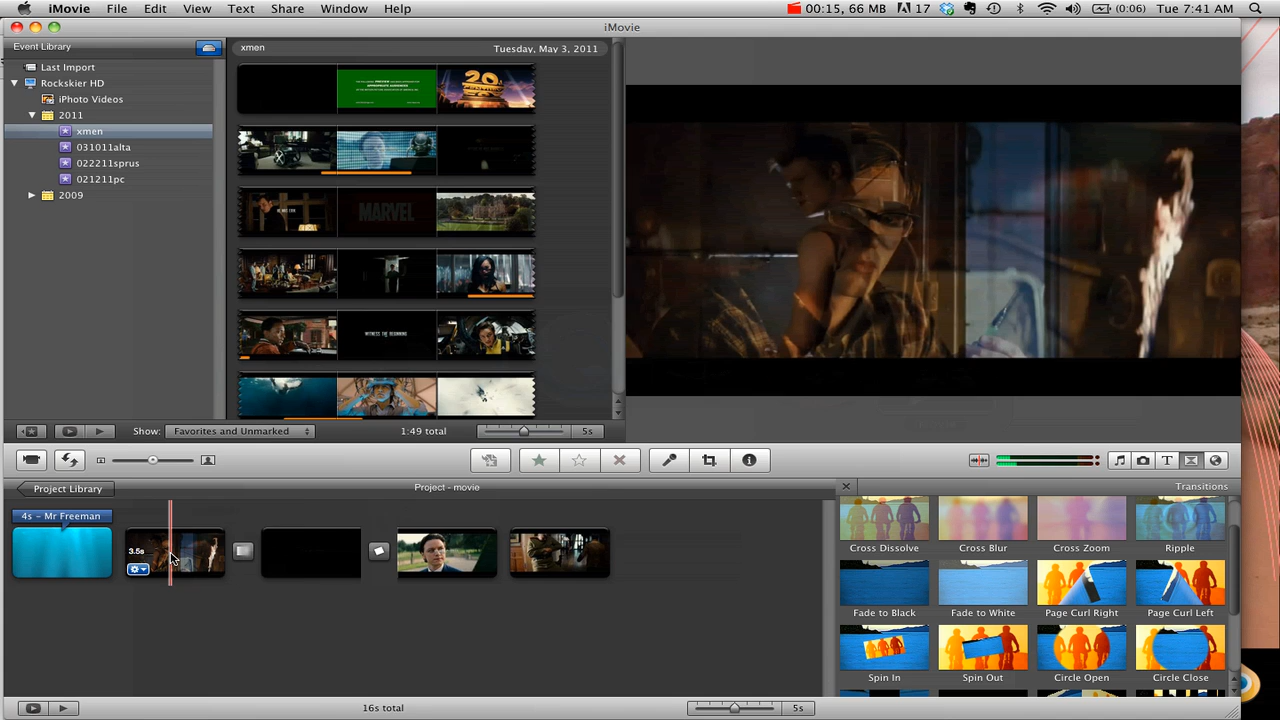 iMovie File Edit View Text Share Window Help 00:15, 66 MB 17 (0:06) Tue 7:41 AM
iMovie
Event Library
xmen Tuesday, May 3, 2011
Last Import
Rockskier HD
iPhoto Videos
2011
xmen
031011alta
022211sprus
021211pc
2009
MARVEL
WITNESS THE BEGINNING
Show: Favorites and Unmarked 1:49 total 5s
Project Library
Project - movie
Transitions
4s - Mr Freeman
3.5s
Cross Dissolve Cross Blur Cross Zoom Ripple
Fade to Black Fade to White Page Curl Right Page Curl Left
Spin In Spin Out Circle Open Circle Close
16s total 5s